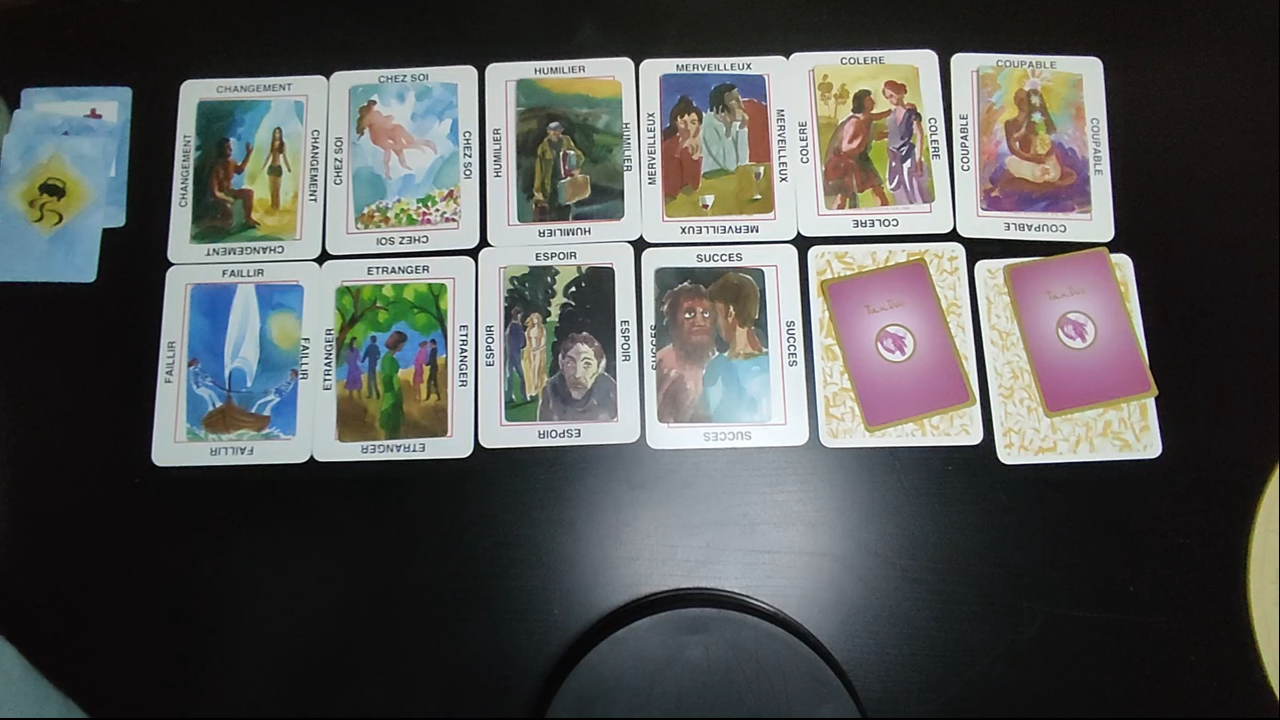 CHANGEMENT
CHANGEMENT
CHANGEMENT
CHANGEMENT
CHEZ SOI
CHEZ SOI
CHEZ SOI
CHEZ SOI
HUMILIER
HUMILIER
HUMILIER
HUMILIER
MERVEILLEUX
MERVEILLEUX
MERVEILLEUX
MERVEILLEUX
COLERE
COLERE
COLERE
COLERE
COUPABLE
COUPABLE
COUPABLE
COUPABLE
FAILLIR
FAILLIR
FAILLIR
FAILLIR
ETRANGER
ETRANGER
ETRANGER
ETRANGER
ESPOIR
ESPOIR
ESPOIR
ESPOIR
SUCCES
SUCCES
SUCCES
SUCCES